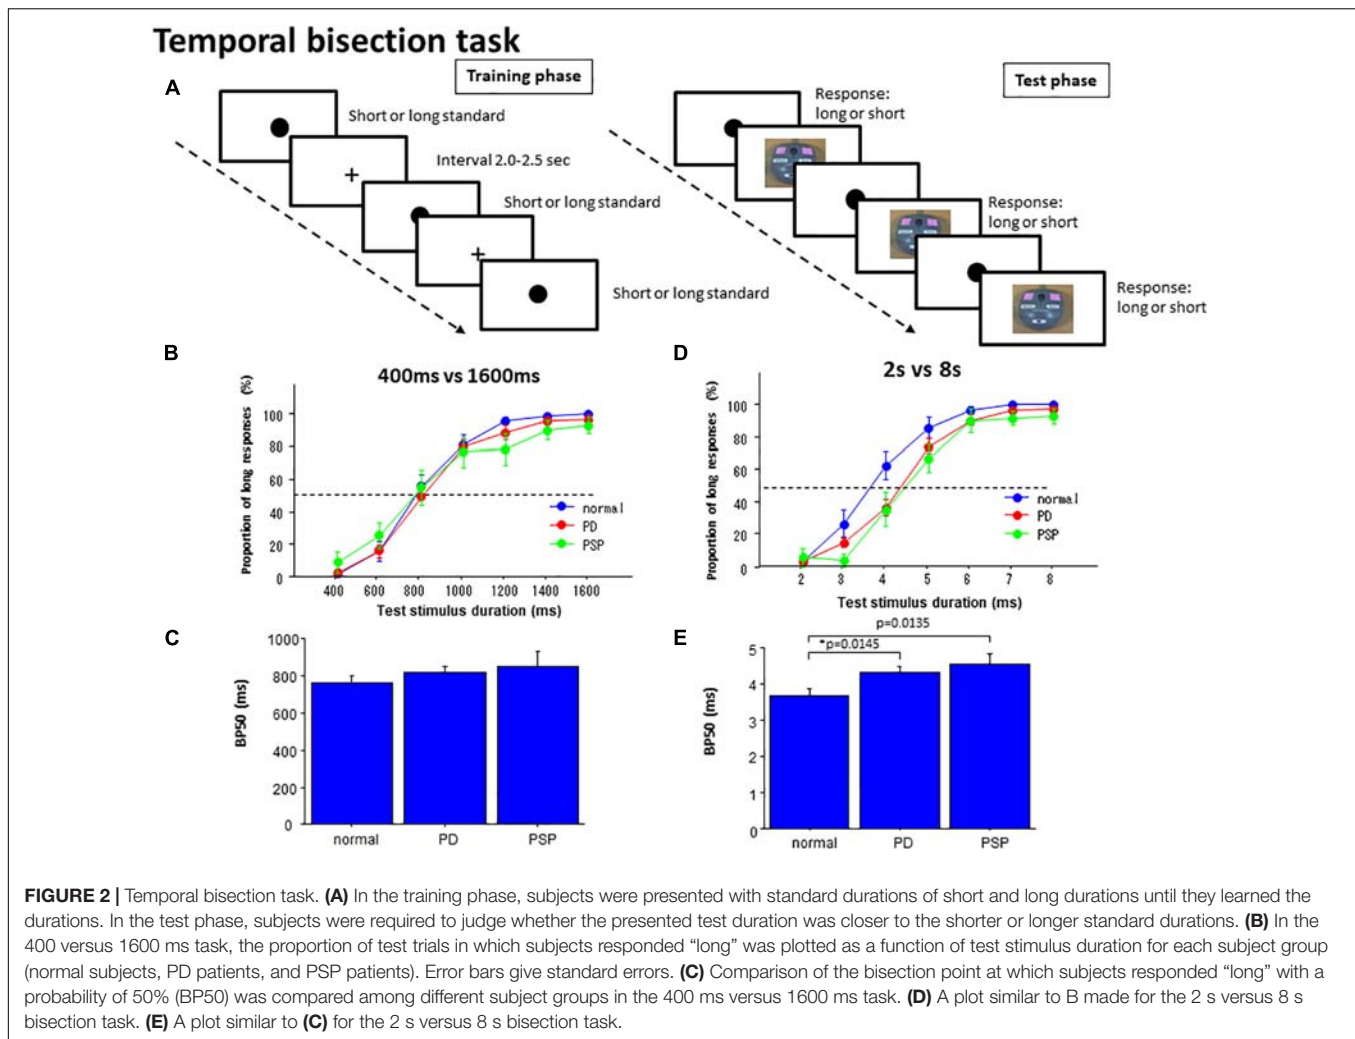 Temporal bisection task
A
Training phase
Short or long standard
Interval 2.0-2.5 sec
Short or long standard
Short or long standard
Test phase
Response:
long or short
Response:
long or short
Response:
long or short
B
400ms vs 1600ms
Proportion of long responses (%)
100
80
60
40
20
0
normal
PD
PSP
400 600 800 1000 1200 1400 1600
Test stimulus duration (ms)
D
2s vs 8s
Proportion of long responses (%)
100
80
60
40
20
0
normal
PD
PSP
2 3 4 5 6 7 8
Test stimulus duration (ms)
C
BP50 (ms)
1000
800
600
400
200
0
normal PD PSP
E
p=0.0135
*p=0.0145
BP50 (ms)
5
4
3
2
1
0
normal PD PSP
FIGURE 2 | Temporal bisection task. (A) In the training phase, subjects were presented with standard durations of short and long durations until they learned the
durations. In the test phase, subjects were required to judge whether the presented test duration was closer to the shorter or longer standard durations. (B) In the
400 versus 1600 ms task, the proportion of test trials in which subjects responded “long” was plotted as a function of test stimulus duration for each subject group
(normal subjects, PD patients, and PSP patients). Error bars give standard errors. (C) Comparison of the bisection point at which subjects responded “long” with a
probability of 50% (BP50) was compared among different subject groups in the 400 ms versus 1600 ms task. (D) A plot similar to B made for the 2 s versus 8 s
bisection task. (E) A plot similar to (C) for the 2 s versus 8 s bisection task.